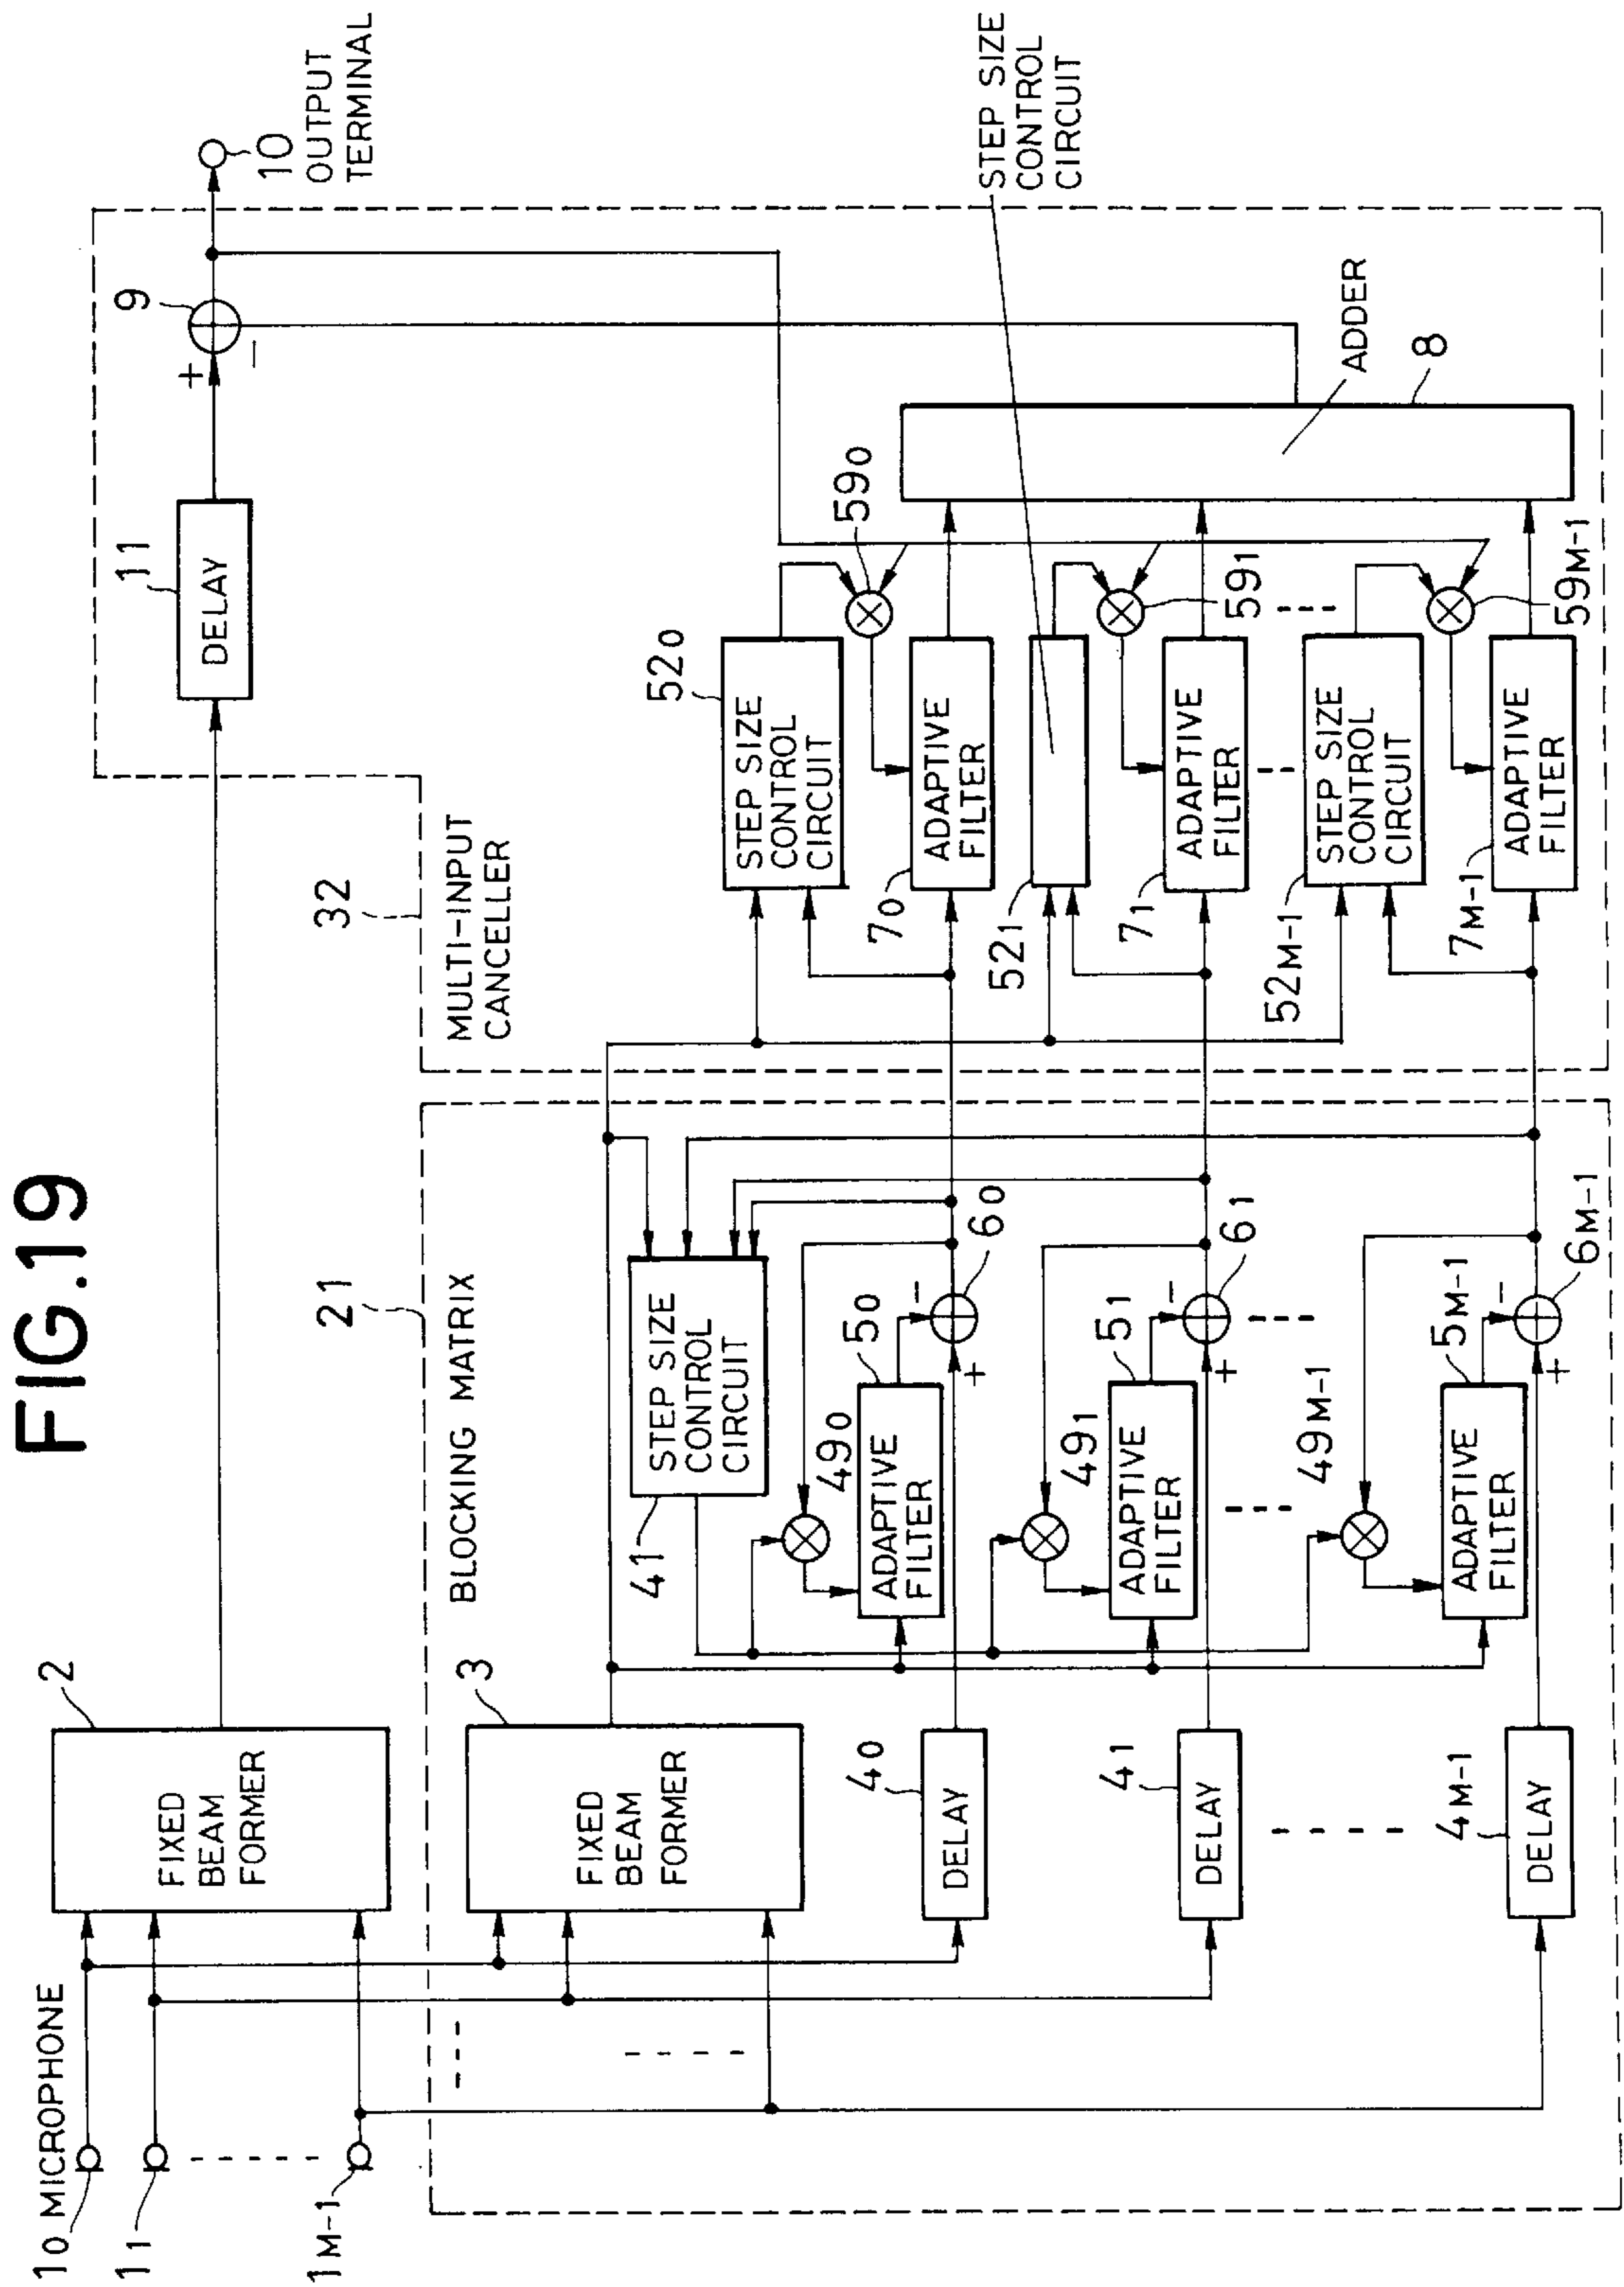 FIG.19
1₀ MICROPHONE
1₁
1M-1
2
FIXED
BEAM
FORMER
11
DELAY
9
+
−
10
OUTPUT
TERMINAL
21
BLOCKING MATRIX
32
MULTI-INPUT
CANCELLER
3
FIXED
BEAM
FORMER
41
STEP SIZE
CONTROL
CIRCUIT
4₀
DELAY
49₀
ADAPTIVE
FILTER
5₀
−
+
6₀
4₁
DELAY
49₁
ADAPTIVE
FILTER
5₁
−
+
6₁
4M-1
DELAY
49M-1
ADAPTIVE
FILTER
5M-1
−
+
6M-1
52₀
STEP SIZE
CONTROL
CIRCUIT
59₀
7₀
ADAPTIVE
FILTER
52₁
STEP SIZE
CONTROL
CIRCUIT
59₁
7₁
ADAPTIVE
FILTER
52M-1
STEP SIZE
CONTROL
CIRCUIT
59M-1
7M-1
ADAPTIVE
FILTER
ADDER
8